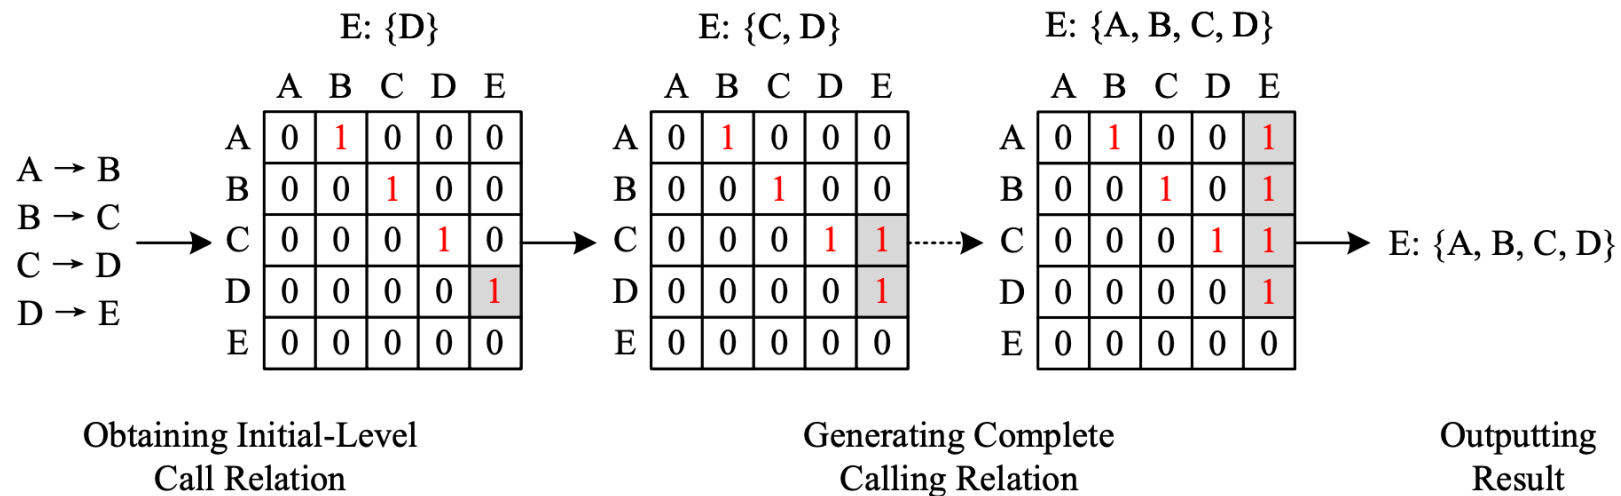 E: {D}
E: {C, D}
E: {A, B, C, D}
A B C D E
A B C D E
A B C D E
A 0 1 0 0 0
A 0 1 0 0 0
A 0 1 0 0 1
B 0 0 1 0 0
B 0 0 1 0 0
B 0 0 1 0 1
C 0 0 0 1 0
C 0 0 0 1 1
C 0 0 0 1 1
D 0 0 0 0 1
D 0 0 0 0 1
D 0 0 0 0 1
E 0 0 0 0 0
E 0 0 0 0 0
E 0 0 0 0 0
A → B
B → C
C → D
D → E
E: {A, B, C, D}
Obtaining Initial-Level
Call Relation
Generating Complete
Calling Relation
Outputting
Result